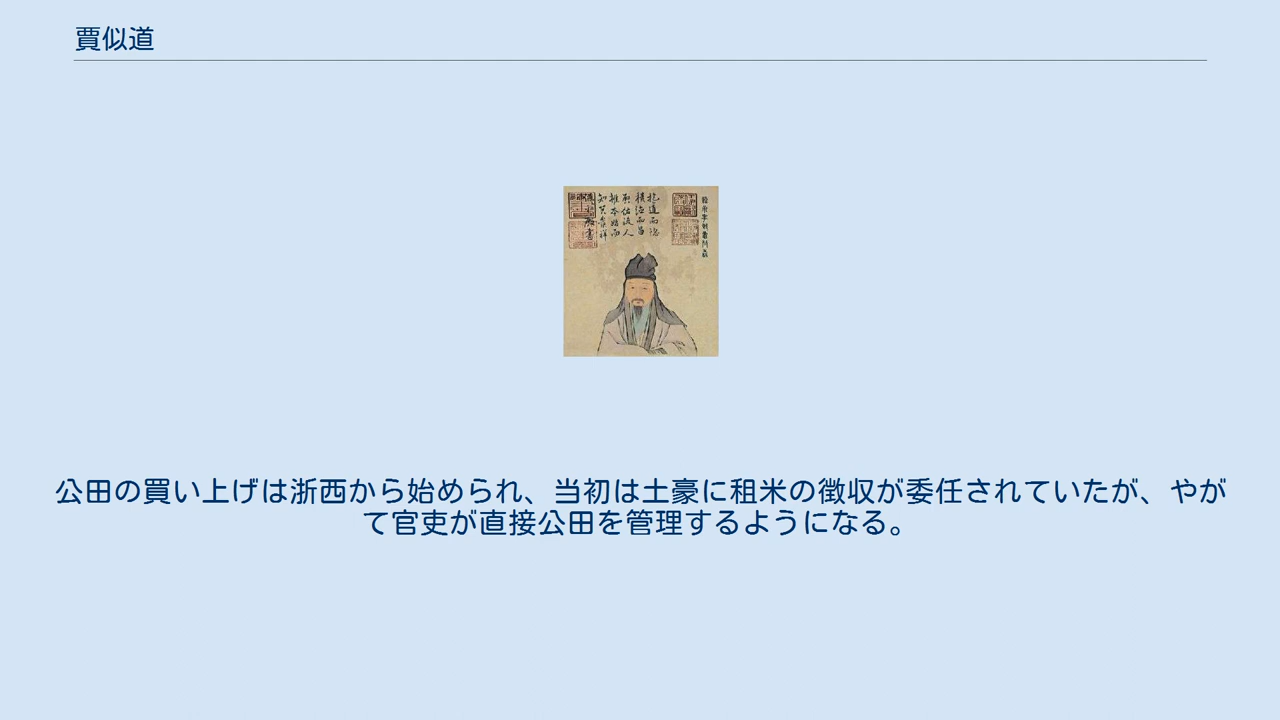 賈似道
公田の買い上げは浙西から始められ、当初は土豪に租米の徴収が委任されていたが、やが
て官吏が直接公田を管理するようになる。